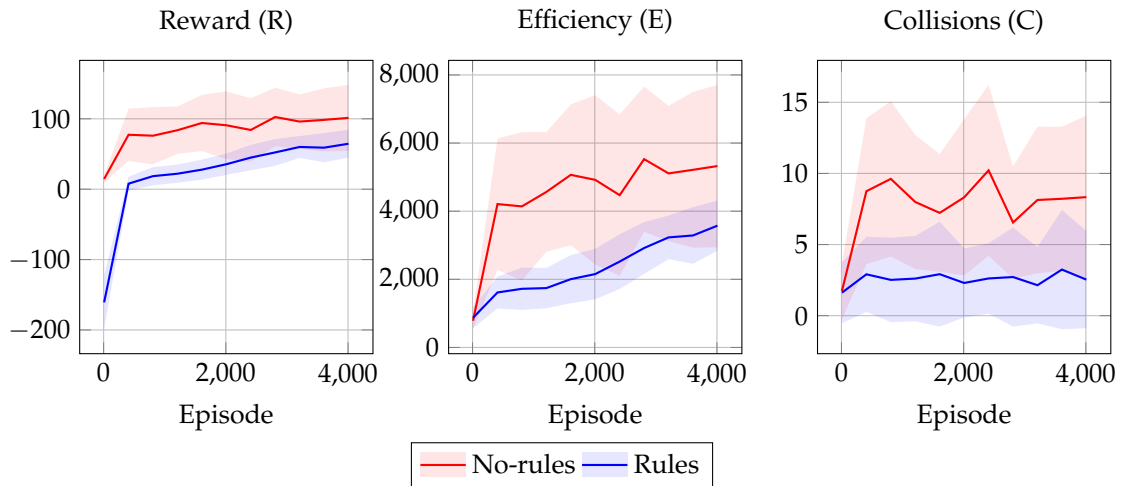 Reward (R)
Efficiency (E)
Collisions (C)
100
0
−100
−200
0
2,000
4,000
Episode
8,000
6,000
4,000
2,000
0
0
2,000
4,000
Episode
15
10
5
0
0
2,000
4,000
Episode
No-rules
Rules